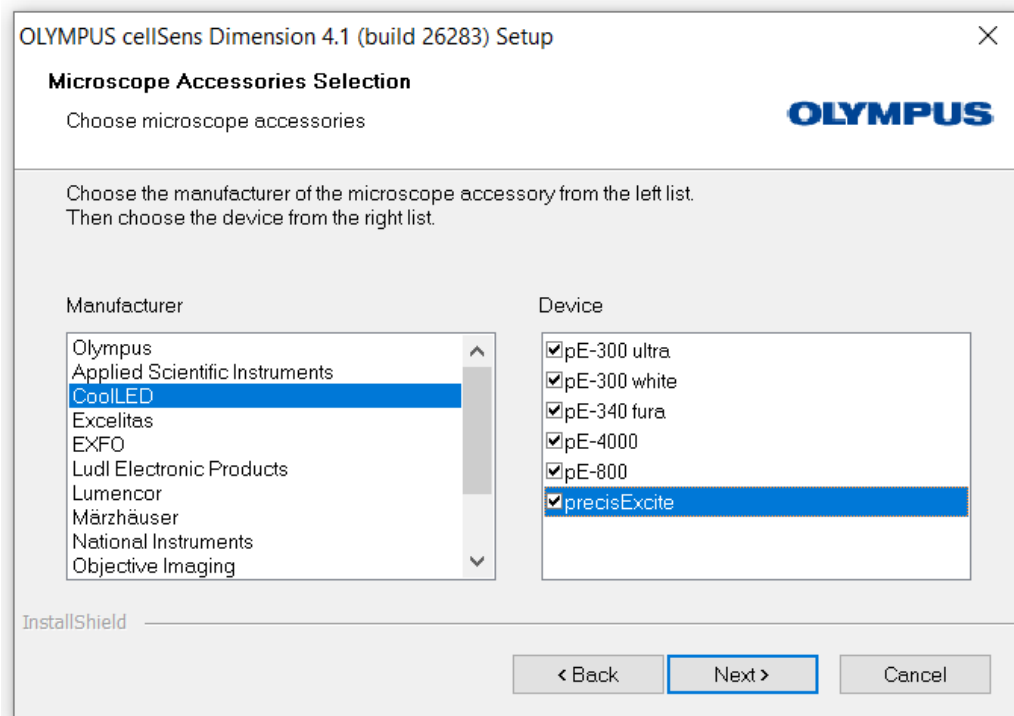 OLYMPUS cellSens Dimension 4.1 (build 26283) Setup
Microscope Accessories Selection
Choose microscope accessories
OLYMPUS
Choose the manufacturer of the microscope accessory from the left list.
Then choose the device from the right list.
Manufacturer
Olympus
Applied Scientific Instruments
CoolLED
Excelitas
EXFO
Ludl Electronic Products
Lumencor
Märzhäuser
National Instruments
Objective Imaging
Device
pE-300 ultra
pE-300 white
pE-340 fura
pE-4000
pE-800
precisExcite
InstallShield
< Back
Next >
Cancel